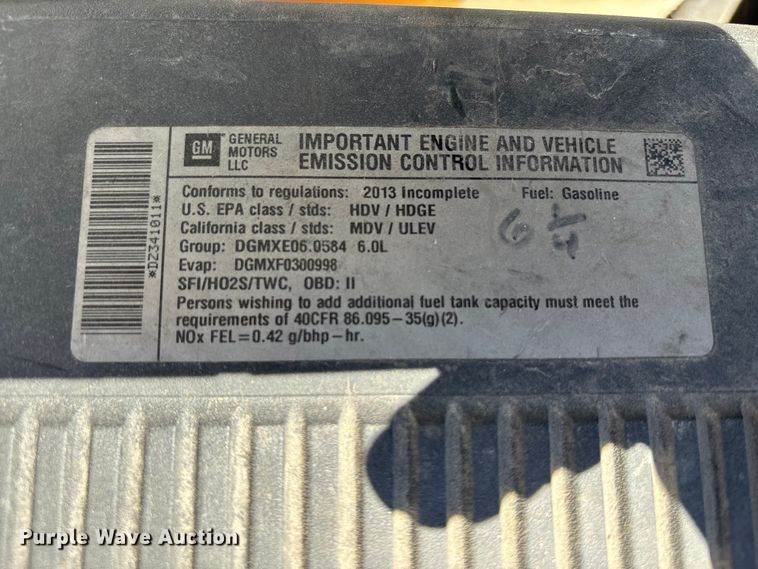 GM
GENERAL
MOTORS
LLC
IMPORTANT ENGINE AND VEHICLE
EMISSION CONTROL INFORMATION
*DZ341011*
Conforms to regulations: 2013 Incomplete Fuel: Gasoline
U.S. EPA class / stds: HDV / HDGE
California class / stds: MDV / ULEV
Group: DGMXE06.0584 6.0L
Evap: DGMXF0300998
SFI/HO2S/TWC, OBD: II
Persons wishing to add additional fuel tank capacity must meet the
requirements of 40CFR 86.095-35(g)(2).
NOx FEL=0.42 g/bhp-hr.
Purple Wave Auction